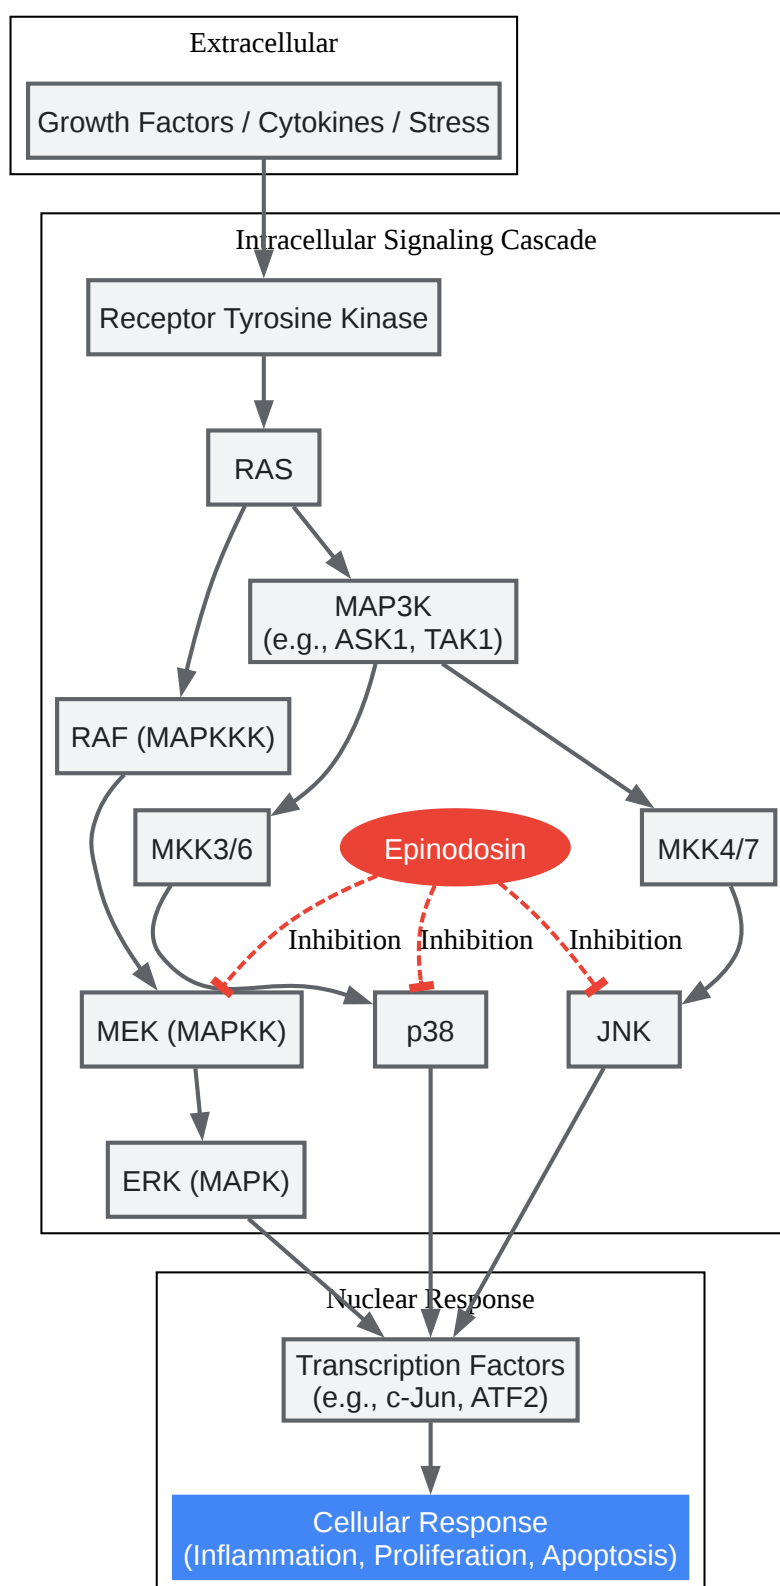 Extracellular
Growth Factors / Cytokines / Stress
Intracellular Signaling Cascade
Receptor Tyrosine Kinase
RAS
MAP3K
(e.g., ASK1, TAK1)
RAF (MAPKKK)
MKK3/6
Epinodosin
MKK4/7
Inhibition
Inhibition
Inhibition
MEK (MAPKK)
p38
JNK
ERK (MAPK)
Nuclear Response
Transcription Factors
(e.g., c-Jun, ATF2)
Cellular Response
(Inflammation, Proliferation, Apoptosis)